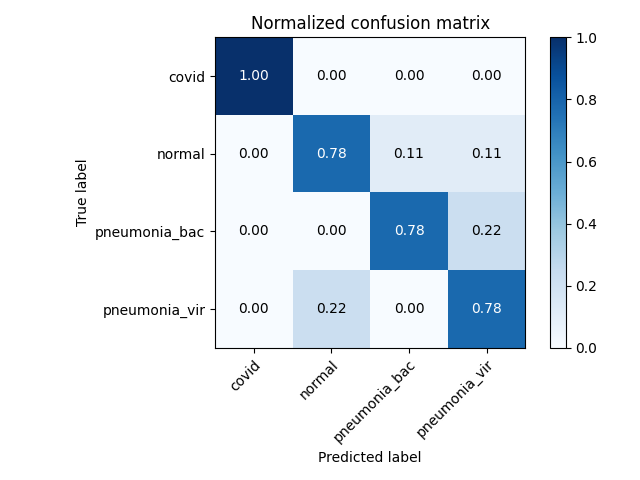 Normalized confusion matrix
covid 1.00 0.00 0.00 0.00
normal 0.00 0.78 0.11 0.11
pneumonia_bac 0.00 0.00 0.78 0.22
pneumonia_vir 0.00 0.22 0.00 0.78
True label
covid normal pneumonia_bac pneumonia_vir
Predicted label
1.0
0.8
0.6
0.4
0.2
0.0